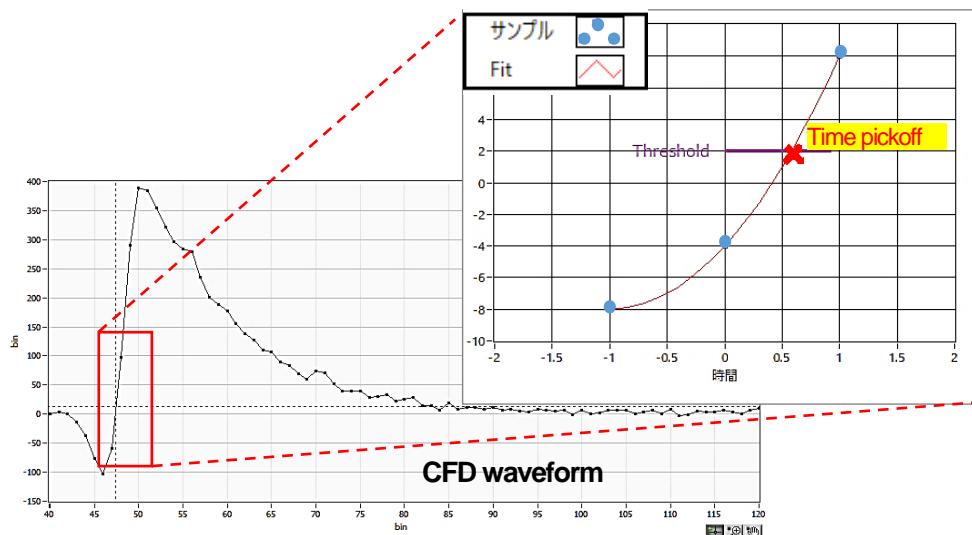 サンプル
Fit
4
2
0
-2
-4
-6
-8
-10
Threshold
Time pickoff
-2 -1.5 -1 -0.5 0 0.5 1 1.5 2
時間
400
350
300
250
200
150
100
50
0
-50
-100
-150
bin
CFD waveform
40 45 50 55 60 65 70 75 80 85 90 95 100 105 110 115 120
bin